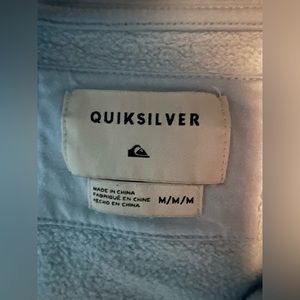 QUIKSILVER
MADE IN CHINA
FABRIQUÉ EN CHINE
HECHO EN CHINA
M/M/M